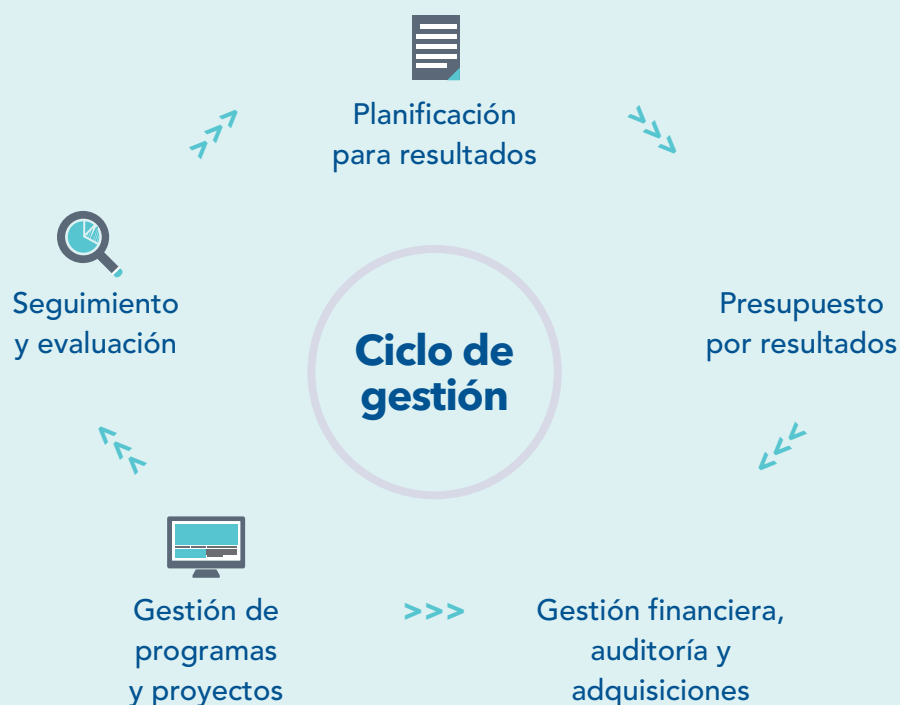 Planificación
para resultados
Seguimiento
y evaluación
Presupuesto
por resultados
Ciclo de
gestión
Gestión de
programas
y proyectos
>>>
Gestión financiera,
auditoría y
adquisiciones